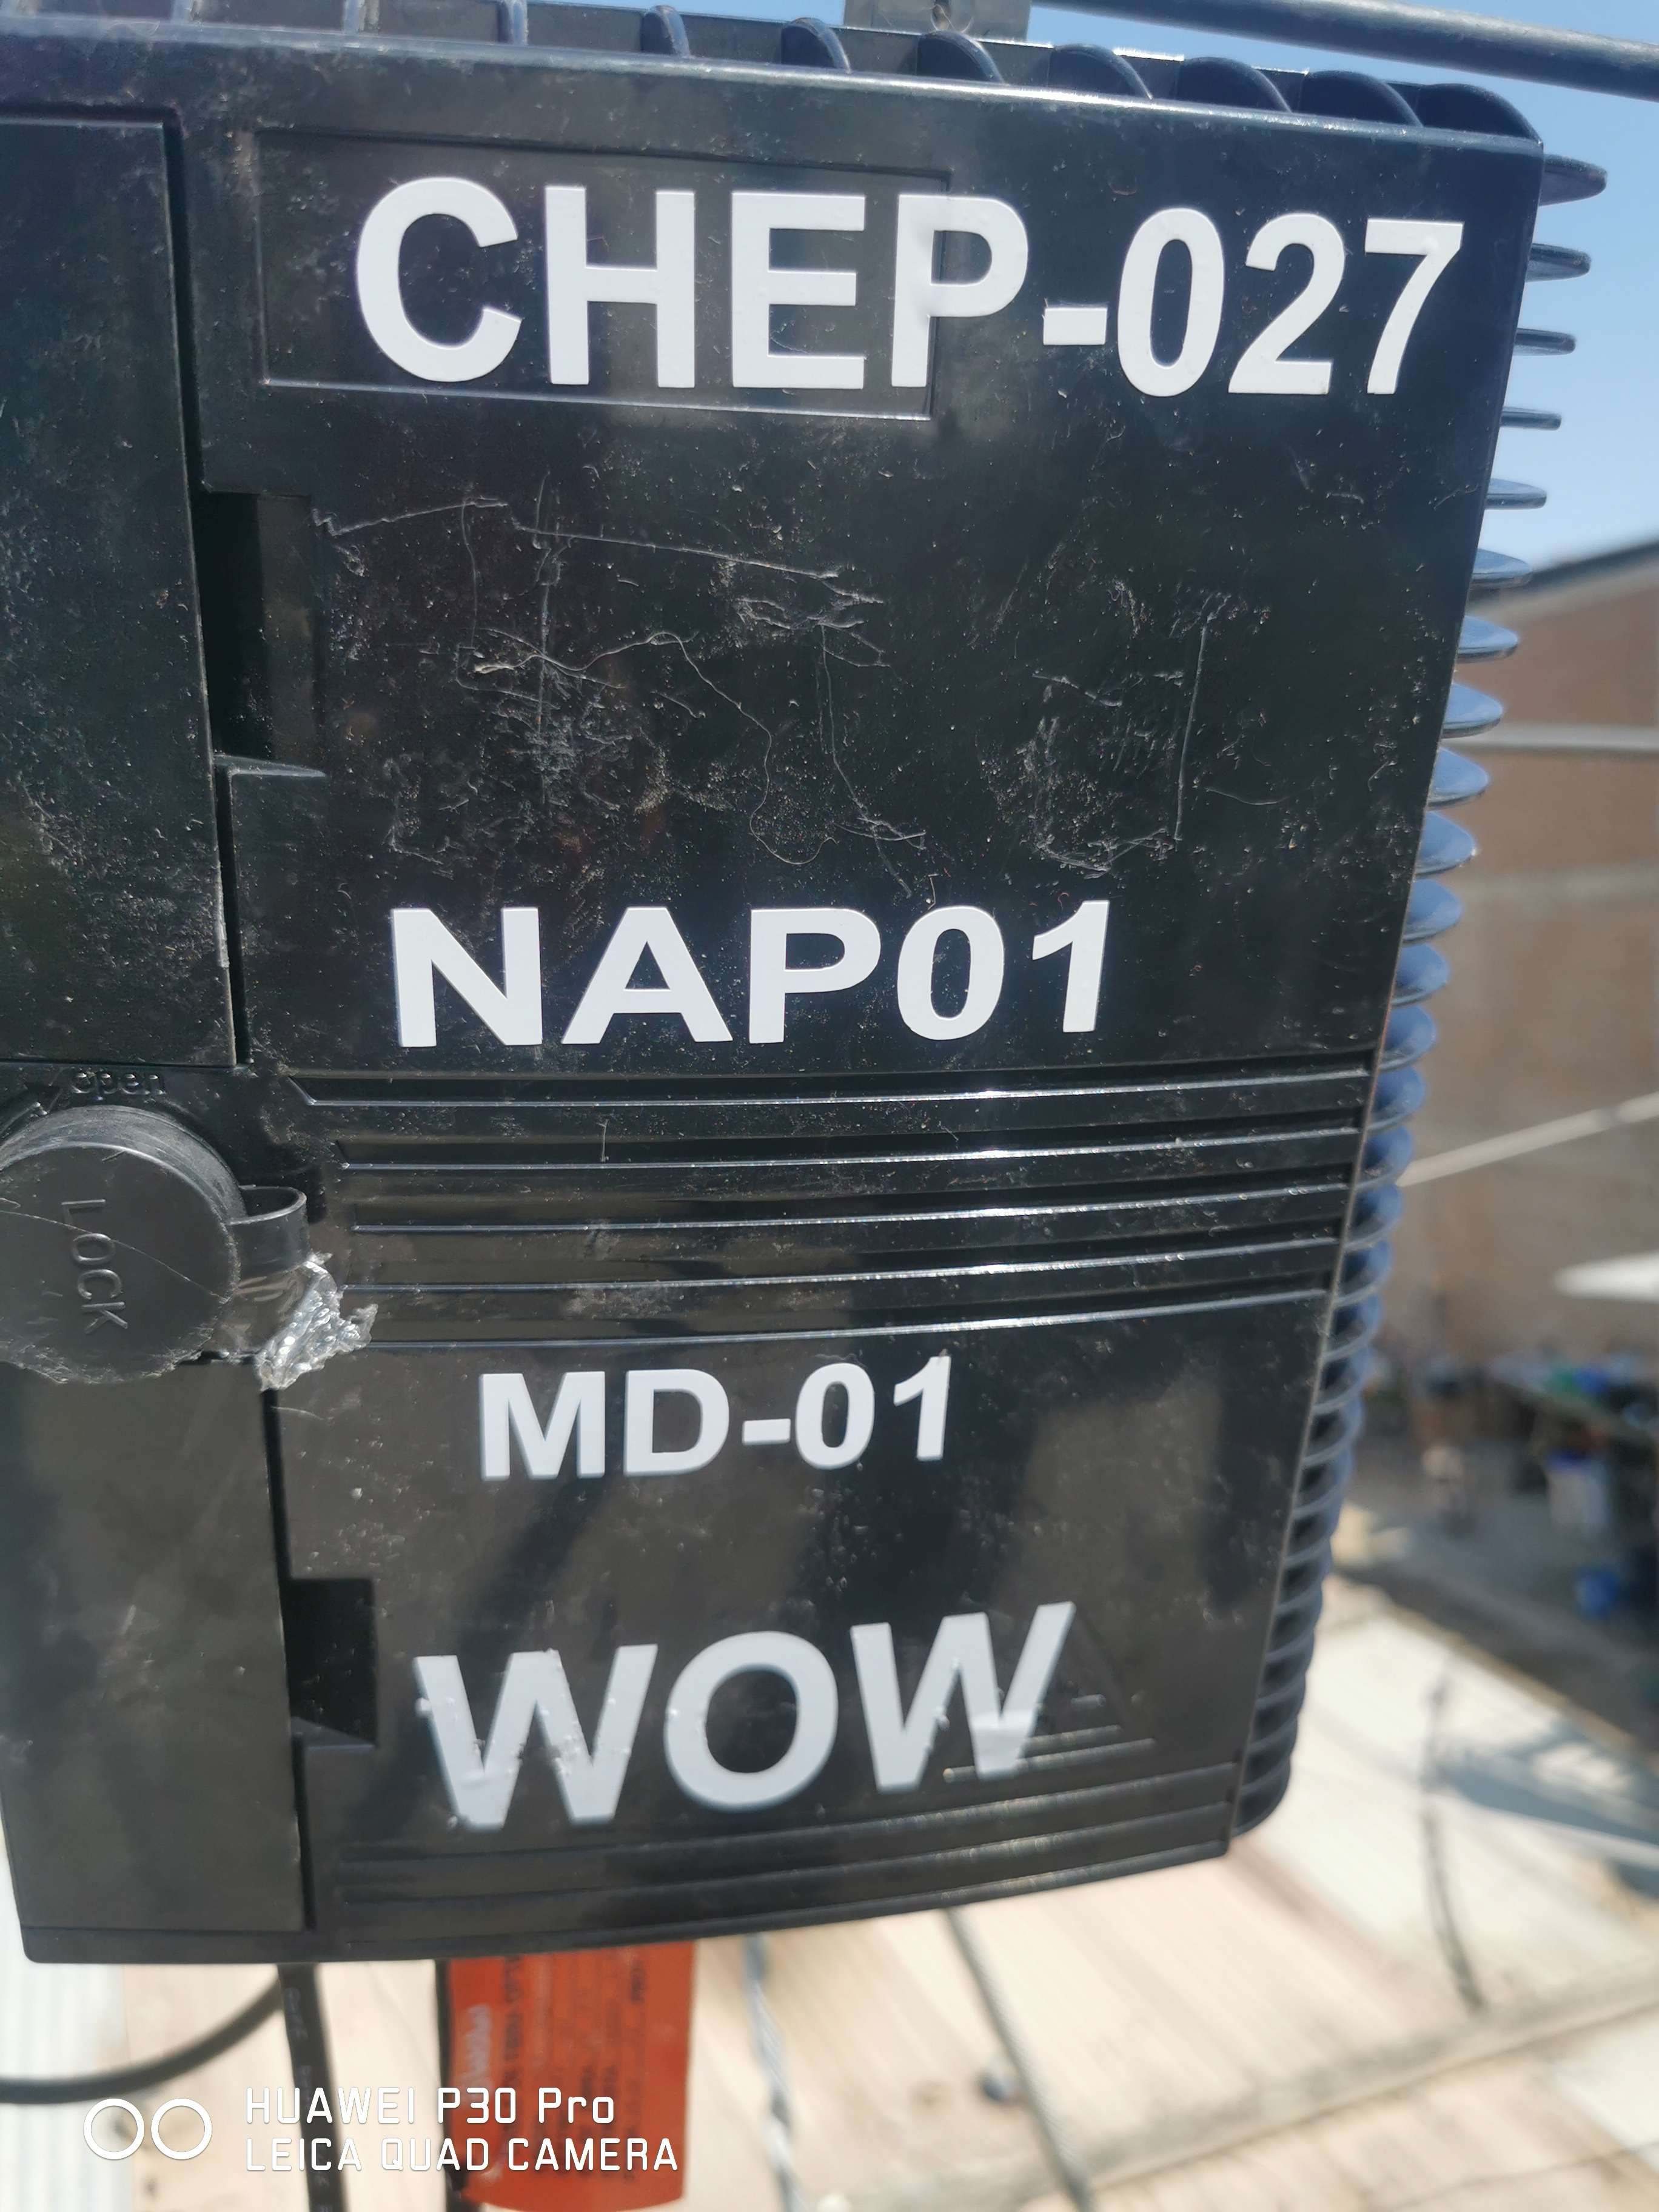 CHEP-027
NAP01
open
LOCK
MD-01
WOW
HUAWEI P30 Pro
LEICA QUAD CAMERA